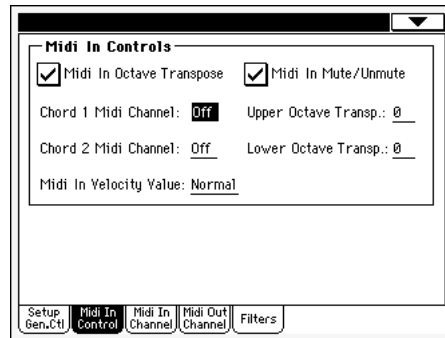 Midi In Controls
Midi In Octave Transpose Midi In Mute/Unmute
Chord 1 Midi Channel: Off Upper Octave Transp.: 0
Chord 2 Midi Channel: Off Lower Octave Transp.: 0
Midi In Velocity Value: Normal
Setup Gen.Ctl Midi In Control Midi In Channel Midi Out Channel Filters